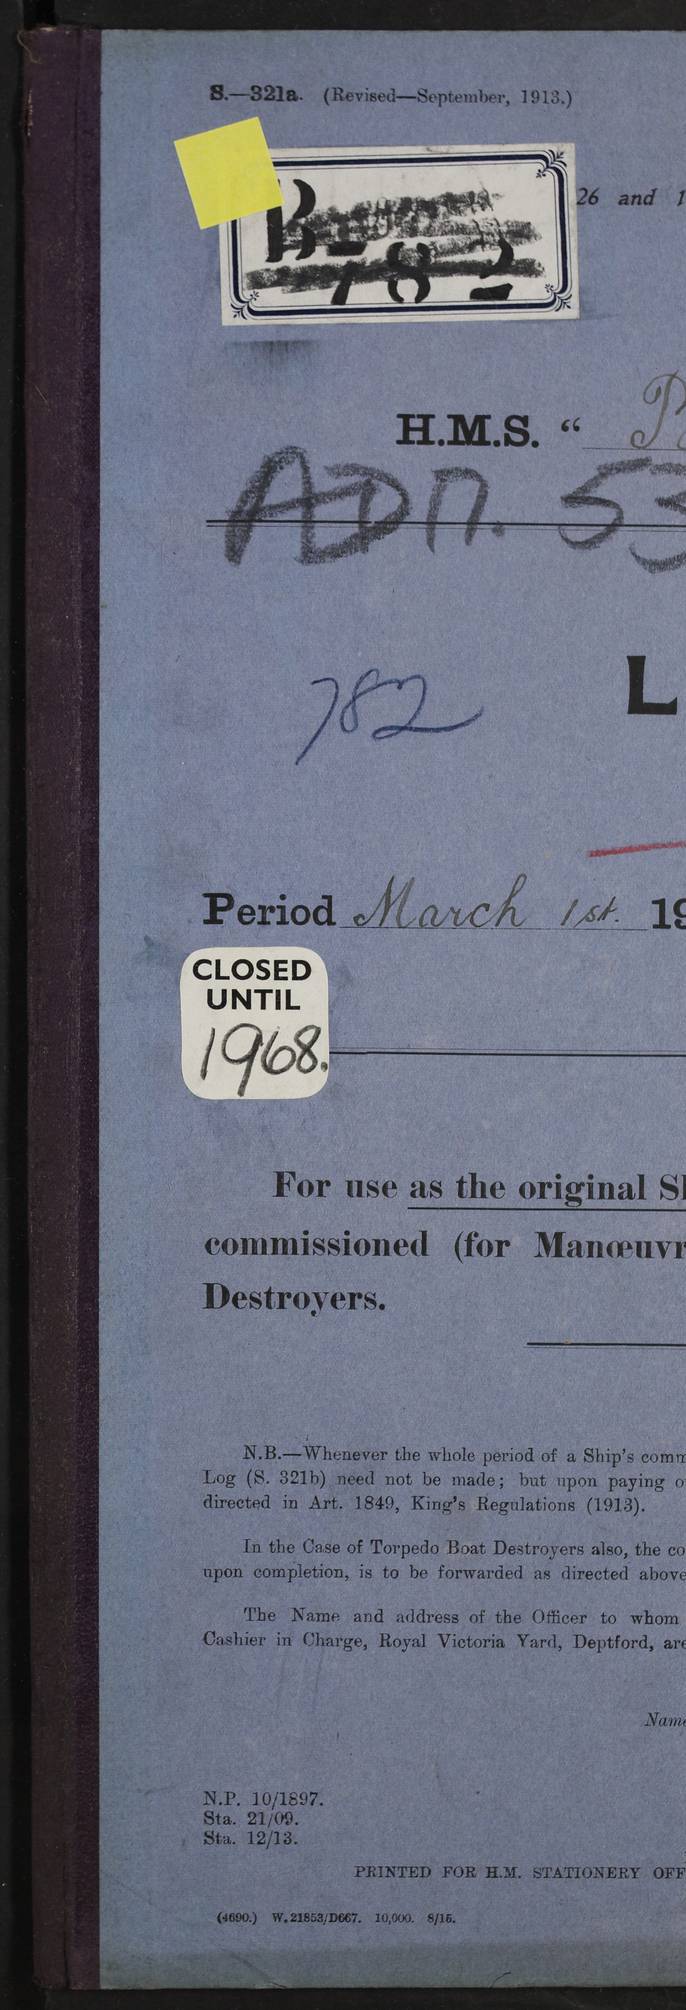 S.—321a. (Revised—September, 1913.)
26 and 1
B.
782
H.M.S. "
ADM. 53
782
L
Period March 1st. 19
CLOSED
UNTIL
1968.
For use as the original Sh
commissioned (for Manœuvr
Destroyers.
N.B.—Whenever the whole period of a Ship's comm
Log (S. 321b) need not be made; but upon paying o
directed in Art. 1849, King's Regulations (1913).
In the Case of Torpedo Boat Destroyers also, the co
upon completion, is to be forwarded as directed above
The Name and address of the Officer to whom
Cashier in Charge, Royal Victoria Yard, Deptford, are
Name
N.P. 10/1897.
Sta. 21/09.
Sta. 12/13.
PRINTED FOR H.M. STATIONERY OFF
(4690.) W. 21853/D667. 10,000. 8/15.